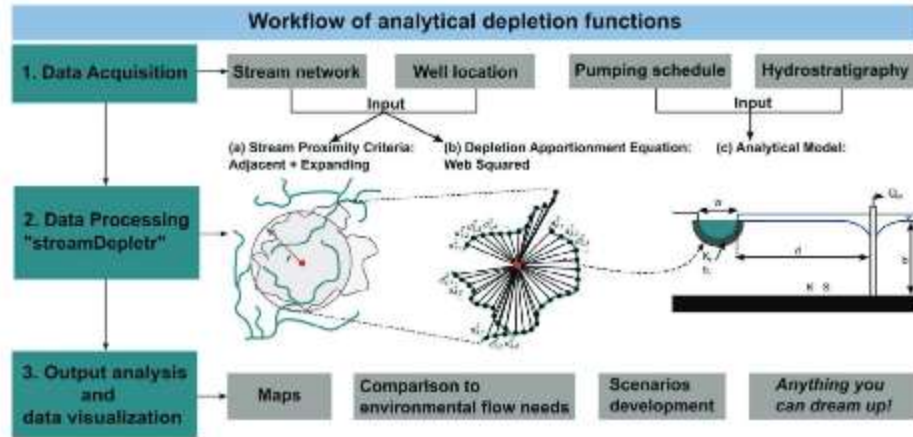 Workflow of analytical depletion functions
1. Data Acquisition
Stream network
Well location
Pumping schedule
Hydrostratigraphy
Input
Input
(a) Stream Proximity Criteria:
Adjacent + Expanding
(b) Depletion Apportionment Equation:
Web Squared
(c) Analytical Model:
2. Data Processing
"streamDepletr"
d
K S
3. Output analysis
and
data visualization
Maps
Comparison to
environmental flow needs
Scenarios
development
Anything you
can dream up!